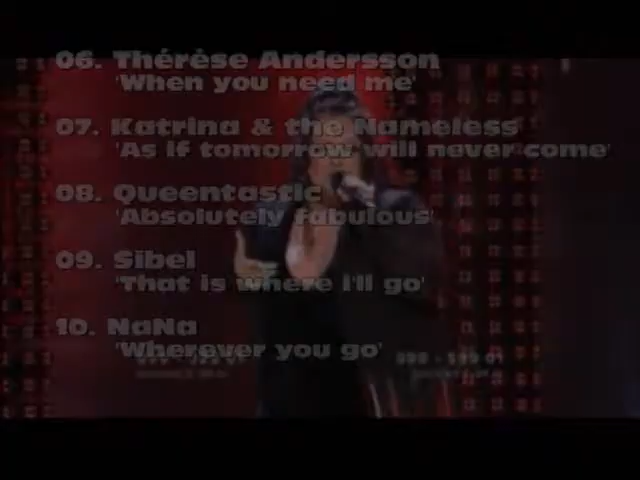 06. Thérèse Andersson
'When you need me'
07. Katrina & the Nameless
'As if tomorrow will never come'
08. Queentastic
'Absolutely fabulous'
09. Sibel
'That is where I'll go'
10. NaNa
'Wherever you go'